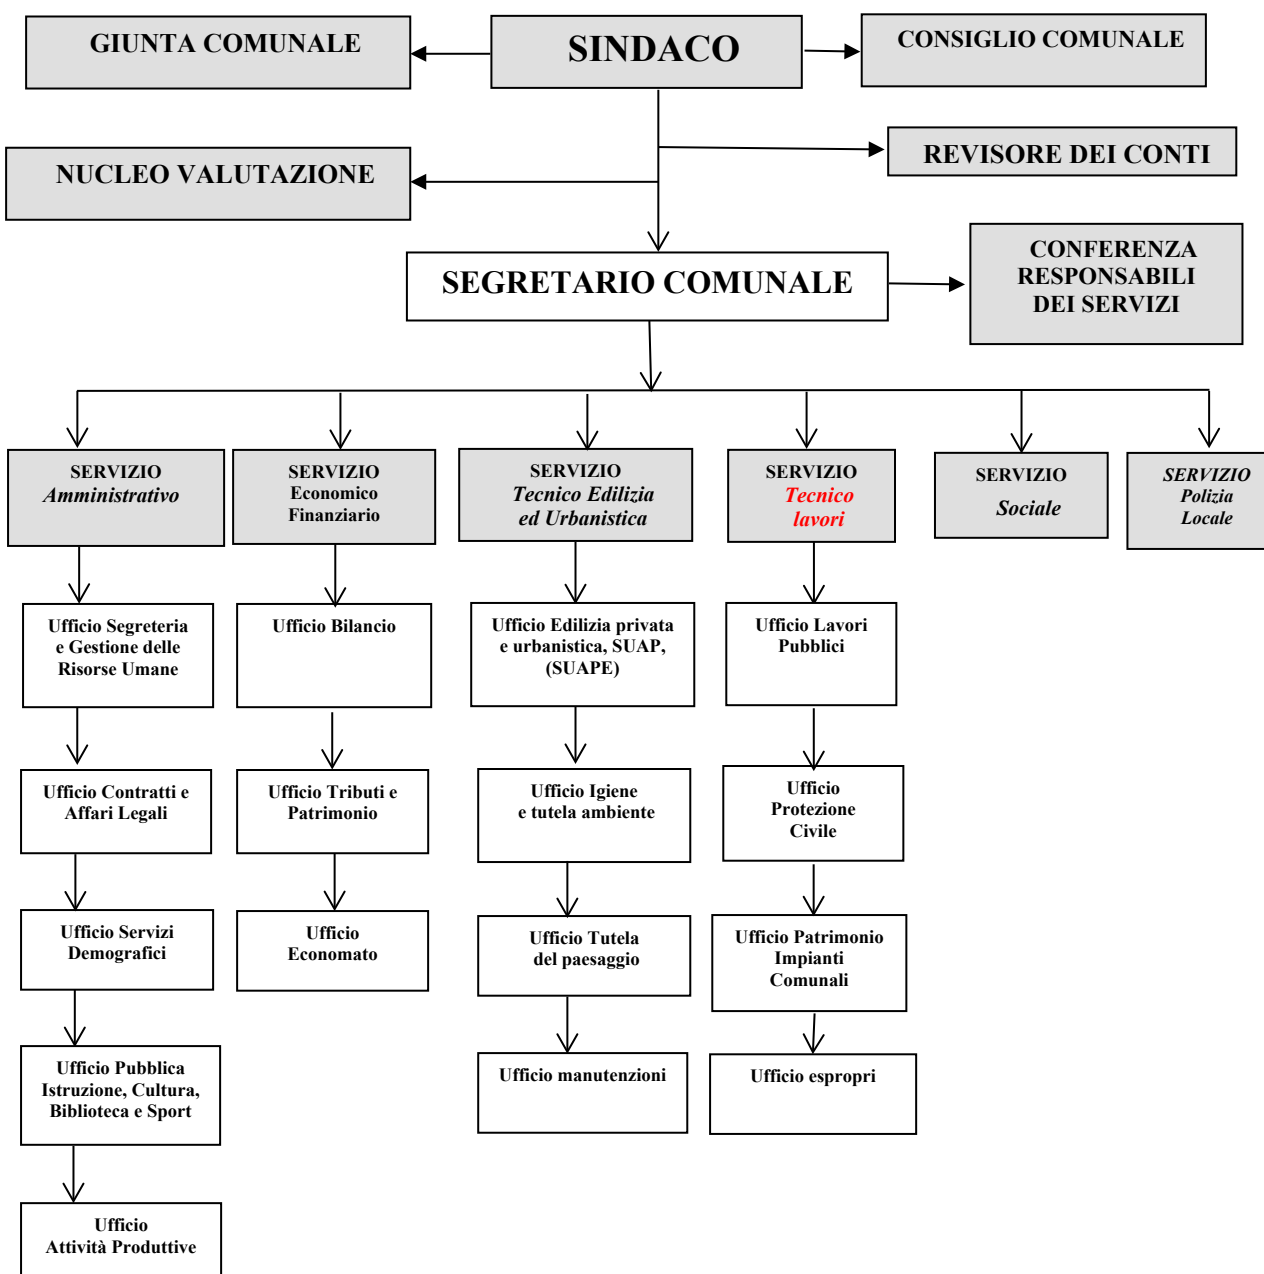 GIUNTA COMUNALE
SINDACO
CONSIGLIO COMUNALE
NUCLEO VALUTAZIONE
REVISORE DEI CONTI
SEGRETARIO COMUNALE
CONFERENZA
RESPONSABILI
DEI SERVIZI
SERVIZIO
Amministrativo
SERVIZIO
Economico
Finanziario
SERVIZIO
Tecnico Edilizia
ed Urbanistica
SERVIZIO
Tecnico
lavori
SERVIZIO
Sociale
SERVIZIO
Polizia
Locale
Ufficio Segreteria
e Gestione delle
Risorse Umane
Ufficio Bilancio
Ufficio Edilizia privata
e urbanistica, SUAP,
(SUAPE)
Ufficio Lavori
Pubblici
Ufficio Contratti e
Affari Legali
Ufficio Tributi e
Patrimonio
Ufficio Igiene
e tutela ambiente
Ufficio
Protezione
Civile
Ufficio Servizi
Demografici
Ufficio
Economato
Ufficio Tutela
del paesaggio
Ufficio Patrimonio
Impianti
Comunali
Ufficio Pubblica
Istruzione, Cultura,
Biblioteca e Sport
Ufficio manutenzioni
Ufficio espropri
Ufficio
Attività Produttive